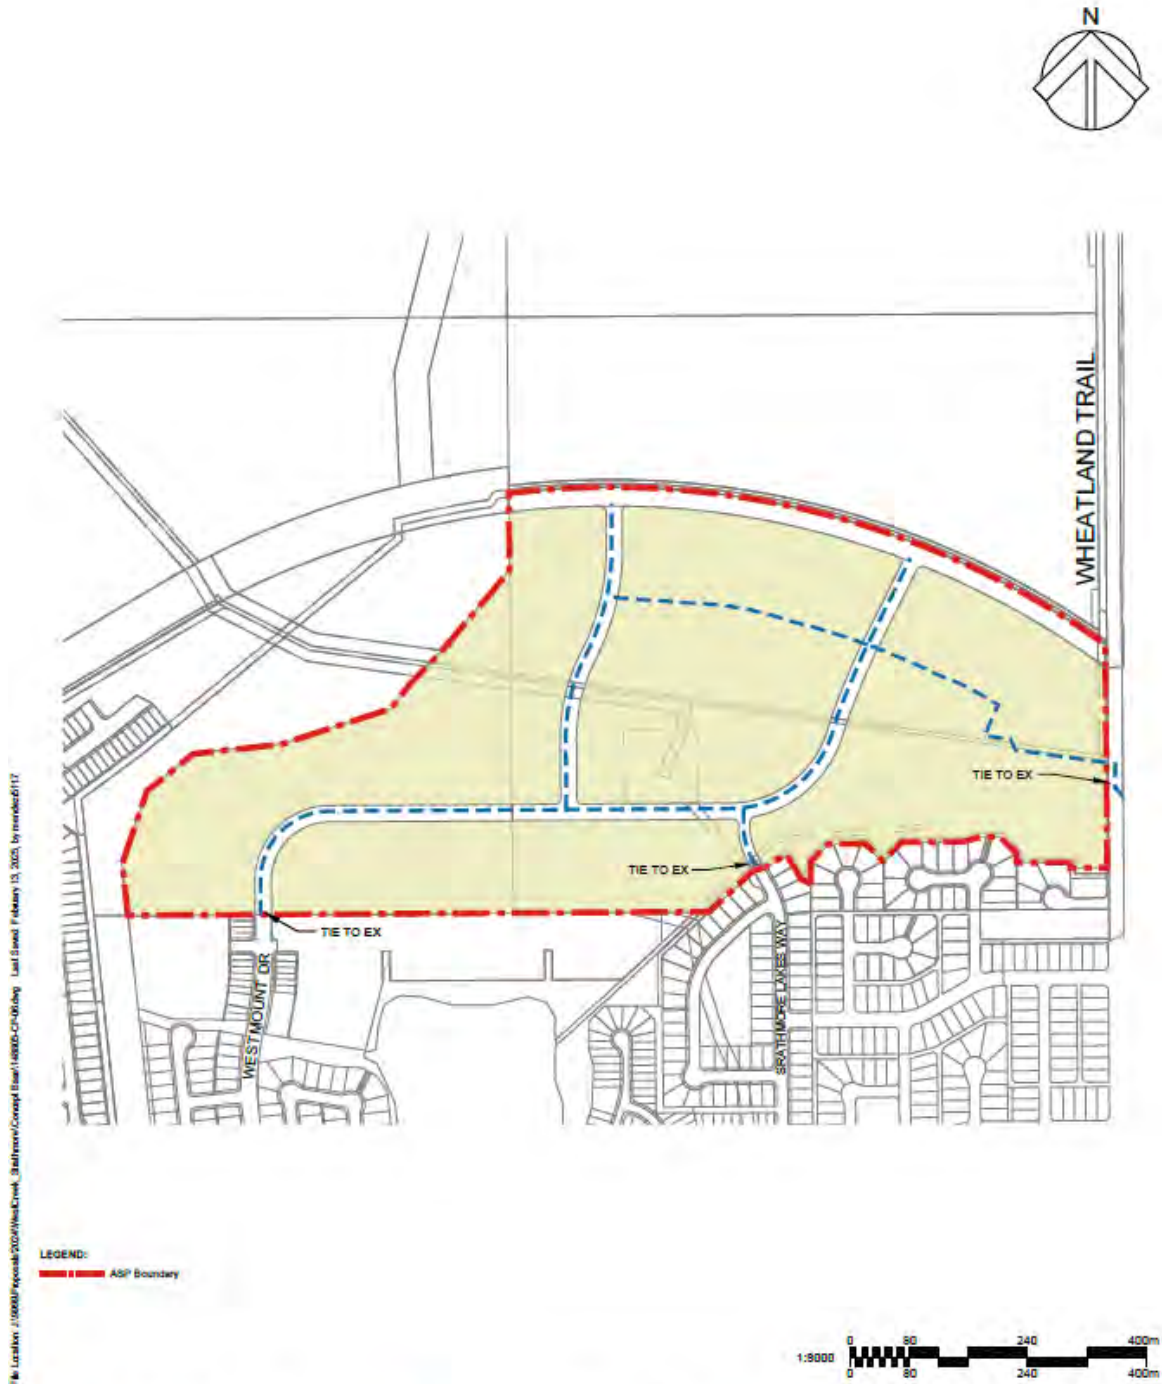 N
WHEATLAND TRAIL
TIE TO EX
TIE TO EX
TIE TO EX
WESTMOUNT DR
SRATHMORE LAKES WAY
LEGEND:
ASP Boundary
1:8000
0 80 240 400m
0 80 240 400m